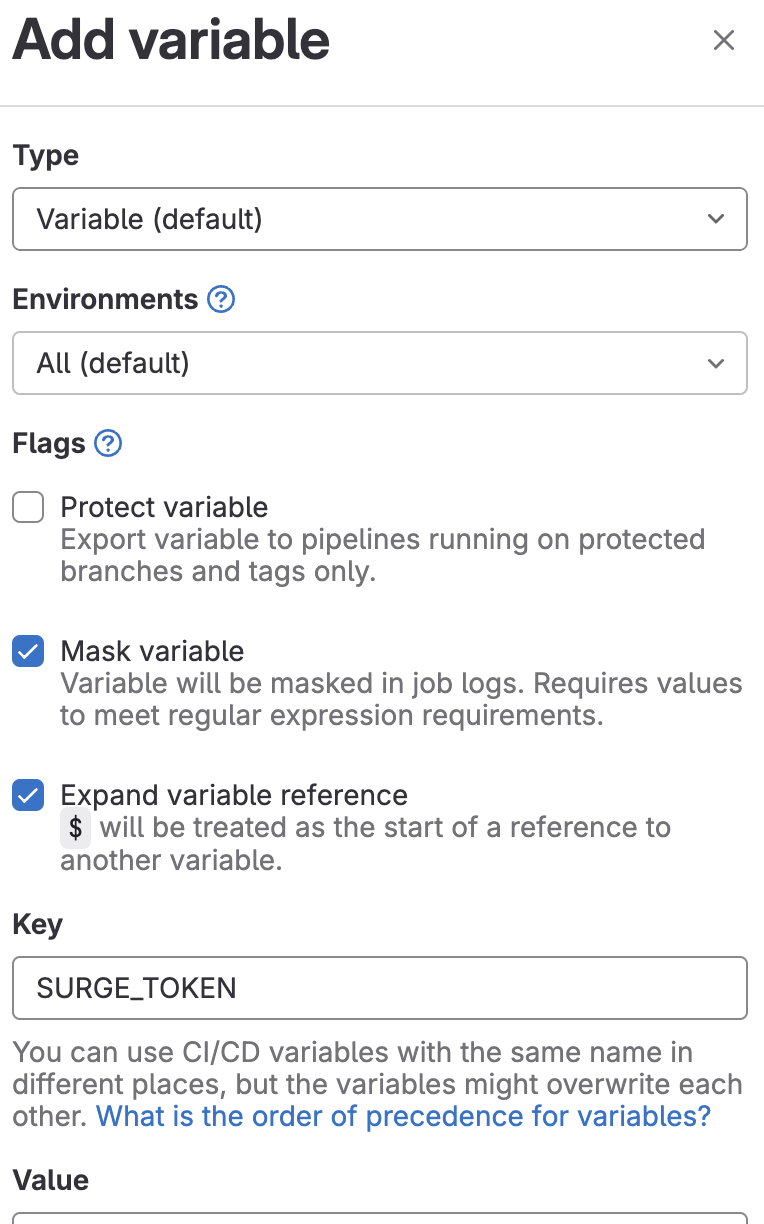 Add variable
Type
Variable (default)
Environments
All (default)
Flags
Protect variable
Export variable to pipelines running on protected
branches and tags only.
Mask variable
Variable will be masked in job logs. Requires values
to meet regular expression requirements.
Expand variable reference
$ will be treated as the start of a reference to
another variable.
Key
SURGE_TOKEN
You can use CI/CD variables with the same name in
different places, but the variables might overwrite each
other. What is the order of precedence for variables?
Value